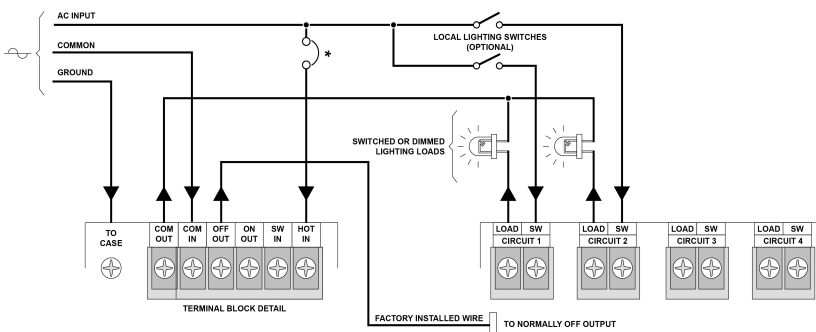 AC INPUT
COMMON
GROUND
*
LOCAL LIGHTING SWITCHES
(OPTIONAL)
SWITCHED OR DIMMED
LIGHTING LOADS
TO
CASE
COM
OUT
COM
IN
OFF
OUT
ON
OUT
SW
IN
HOT
IN
TERMINAL BLOCK DETAIL
LOAD SW
CIRCUIT 1
LOAD SW
CIRCUIT 2
LOAD SW
CIRCUIT 3
LOAD SW
CIRCUIT 4
FACTORY INSTALLED WIRE
TO NORMALLY OFF OUTPUT